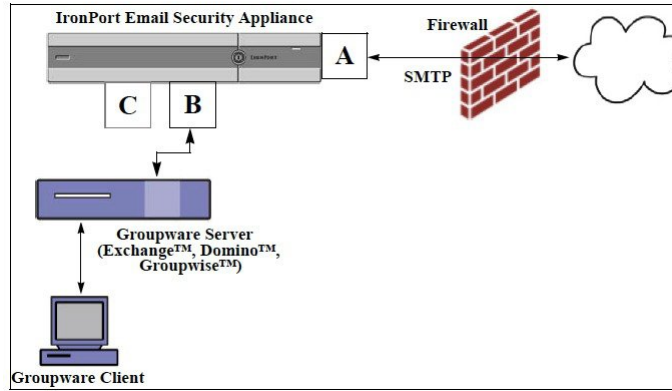 IronPort Email Security Appliance
Firewall
A
SMTP
C
B
Groupware Server
(Exchange™, Domino™,
Groupwise™)
Groupware Client